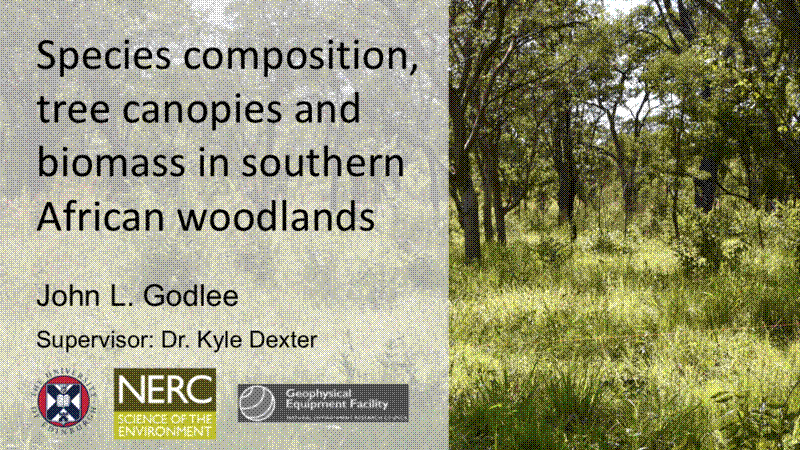 Species composition,
tree canopies and
biomass in southern
African woodlands
John L. Godlee
Supervisor: Dr. Kyle Dexter
NERC
SCIENCE OF THE
ENVIRONMENT
Geophysical
Equipment Facility